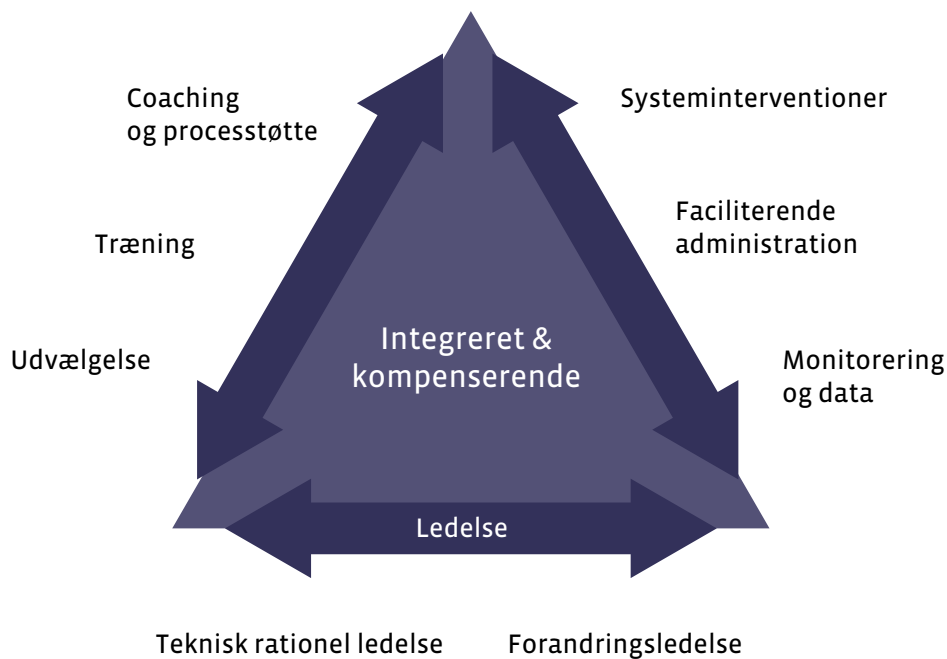 Coaching
og processtøtte
Systeminterventioner
Træning
Faciliterende
administration
Udvælgelse
Integreret &
kompenserende
Monitorering
og data
Ledelse
Teknisk rationel ledelse
Forandringsledelse